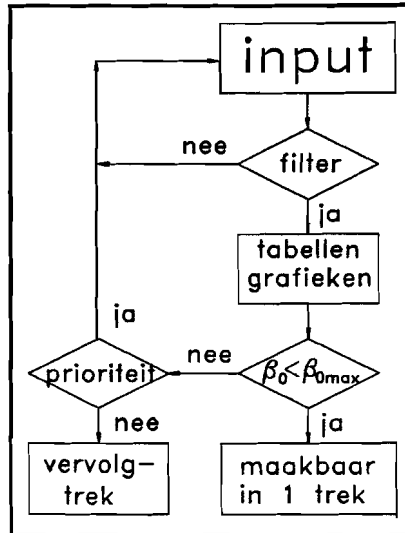 input
nee
filter
ja
tabellen
grafieken
ja
nee
prioriteit
β₀<β₀max
nee
ja
vervolg-
trek
maakbaar
in 1 trek